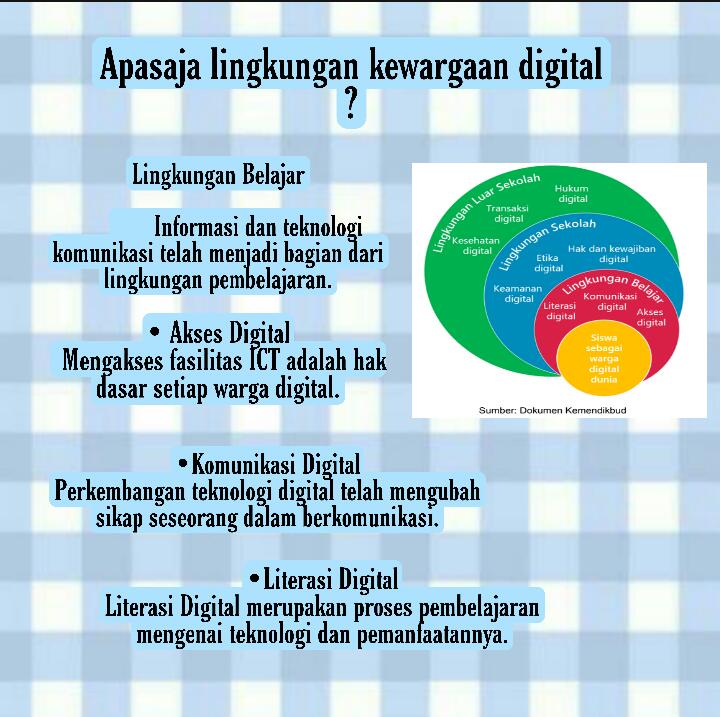 Apasaja lingkungan kewargaan digital
?
Lingkungan Belajar
Informasi dan teknologi
komunikasi telah menjadi bagian dari
lingkungan pembelajaran.
• Akses Digital
Mengakses fasilitas ICT adalah hak
dasar setiap warga digital.
•Komunikasi Digital
Perkembangan teknologi digital telah mengubah
sikap seseorang dalam berkomunikasi.
•Literasi Digital
Literasi Digital merupakan proses pembelajaran
mengenai teknologi dan pemanfaatannya.
Lingkungan Luar Sekolah
Hukum
digital
Transaksi
digital
Kesehatan
digital
Lingkungan Sekolah
Hak dan kewajiban
digital
Etika
digital
Keamanan
digital
Lingkungan Belajar
Komunikasi
digital
Literasi
digital
Akses
digital
Siswa
sebagai
warga
digital
dunia
Sumber: Dokumen Kemendikbud